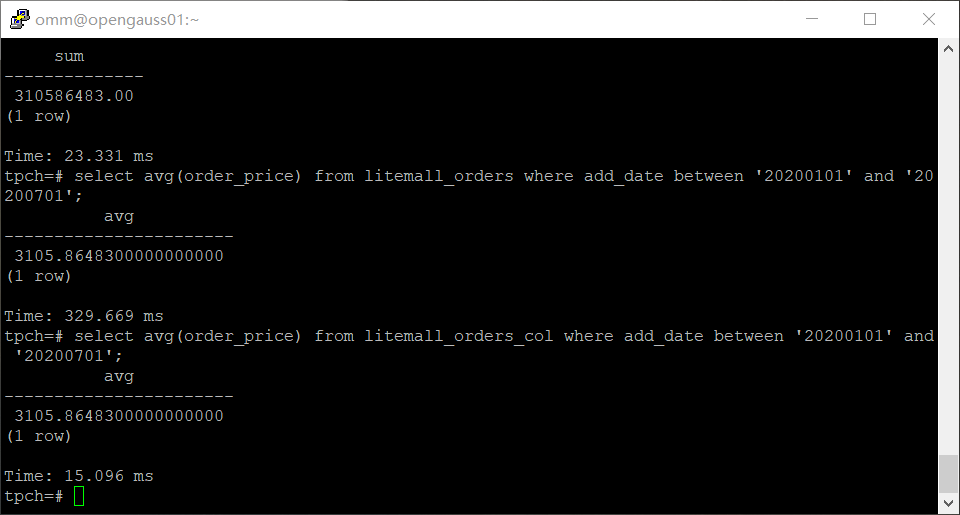 omm@opengauss01:~
     sum
--------------
 310586483.00
(1 row)

Time: 23.331 ms
tpch=# select avg(order_price) from litemall_orders where add_date between '20200101' and '20
200701';
          avg
-----------------------
 3105.8648300000000000
(1 row)

Time: 329.669 ms
tpch=# select avg(order_price) from litemall_orders_col where add_date between '20200101' and
 '20200701';
          avg
-----------------------
 3105.8648300000000000
(1 row)

Time: 15.096 ms
tpch=#